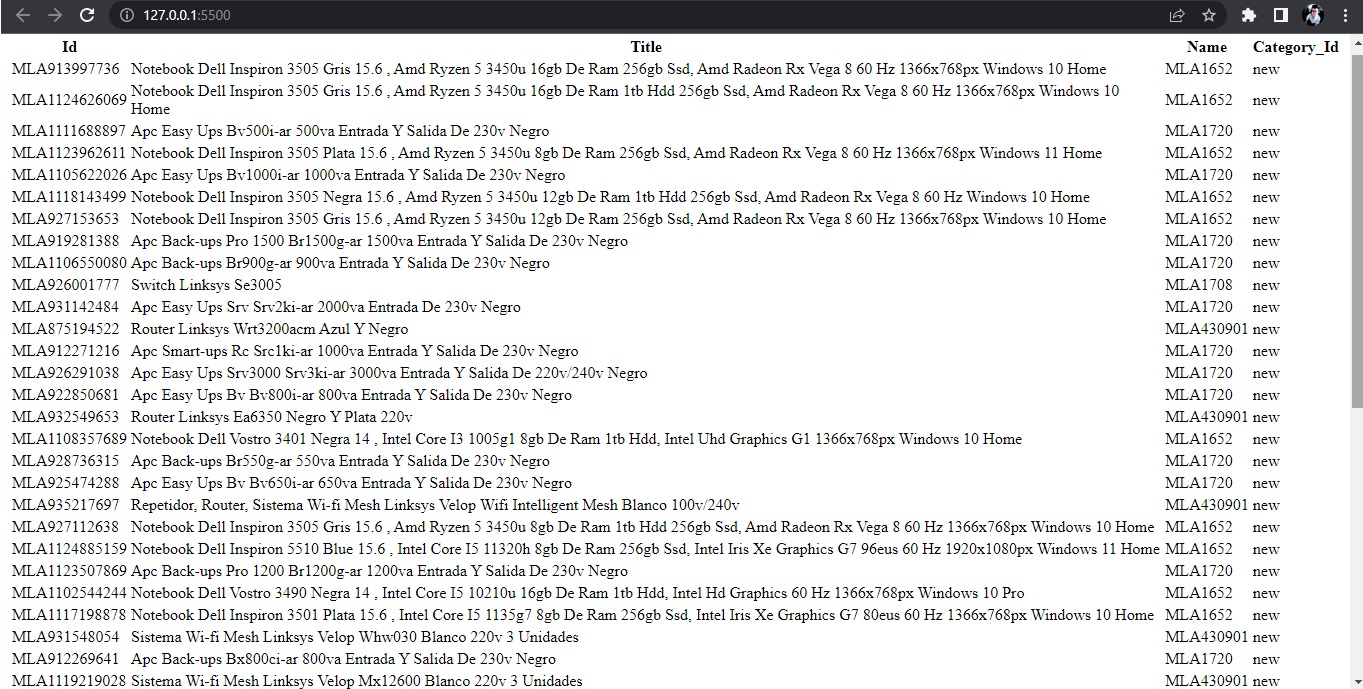 127.0.0.1:5500
Id Title Name Category_Id
MLA913997736 Notebook Dell Inspiron 3505 Gris 15.6 , Amd Ryzen 5 3450u 16gb De Ram 256gb Ssd, Amd Radeon Rx Vega 8 60 Hz 1366x768px Windows 10 Home MLA1652 new
MLA1124626069 Notebook Dell Inspiron 3505 Gris 15.6 , Amd Ryzen 5 3450u 16gb De Ram 1tb Hdd 256gb Ssd, Amd Radeon Rx Vega 8 60 Hz 1366x768px Windows 10 MLA1652 new
Home
MLA1111688897 Apc Easy Ups Bv500i-ar 500va Entrada Y Salida De 230v Negro MLA1720 new
MLA1123962611 Notebook Dell Inspiron 3505 Plata 15.6 , Amd Ryzen 5 3450u 8gb De Ram 256gb Ssd, Amd Radeon Rx Vega 8 60 Hz 1366x768px Windows 11 Home MLA1652 new
MLA1105622026 Apc Easy Ups Bv1000i-ar 1000va Entrada Y Salida De 230v Negro MLA1720 new
MLA1118143499 Notebook Dell Inspiron 3505 Negra 15.6 , Amd Ryzen 5 3450u 12gb De Ram 1tb Hdd 256gb Ssd, Amd Radeon Rx Vega 8 60 Hz Windows 10 Home MLA1652 new
MLA927153653 Notebook Dell Inspiron 3505 Gris 15.6 , Amd Ryzen 5 3450u 12gb De Ram 256gb Ssd, Amd Radeon Rx Vega 8 60 Hz 1366x768px Windows 10 Home MLA1652 new
MLA919281388 Apc Back-ups Pro 1500 Br1500g-ar 1500va Entrada Y Salida De 230v Negro MLA1720 new
MLA1106550080 Apc Back-ups Br900g-ar 900va Entrada Y Salida De 230v Negro MLA1720 new
MLA926001777 Switch Linksys Se3005 MLA1708 new
MLA931142484 Apc Easy Ups Srv Srv2ki-ar 2000va Entrada De 230v Negro MLA1720 new
MLA875194522 Router Linksys Wrt3200acm Azul Y Negro MLA430901 new
MLA912271216 Apc Smart-ups Rc Src1ki-ar 1000va Entrada Y Salida De 230v Negro MLA1720 new
MLA926291038 Apc Easy Ups Srv3000 Srv3ki-ar 3000va Entrada Y Salida De 220v/240v Negro MLA1720 new
MLA922850681 Apc Easy Ups Bv Bv800i-ar 800va Entrada Y Salida De 230v Negro MLA1720 new
MLA932549653 Router Linksys Ea6350 Negro Y Plata 220v MLA430901 new
MLA1108357689 Notebook Dell Vostro 3401 Negra 14 , Intel Core I3 1005g1 8gb De Ram 1tb Hdd, Intel Uhd Graphics G1 1366x768px Windows 10 Home MLA1652 new
MLA928736315 Apc Back-ups Br550g-ar 550va Entrada Y Salida De 230v Negro MLA1720 new
MLA925474288 Apc Easy Ups Bv Bv650i-ar 650va Entrada Y Salida De 230v Negro MLA1720 new
MLA935217697 Repetidor, Router, Sistema Wi-fi Mesh Linksys Velop Wifi Intelligent Mesh Blanco 100v/240v MLA430901 new
MLA927112638 Notebook Dell Inspiron 3505 Gris 15.6 , Amd Ryzen 5 3450u 8gb De Ram 1tb Hdd 256gb Ssd, Amd Radeon Rx Vega 8 60 Hz 1366x768px Windows 10 Home MLA1652 new
MLA1124885159 Notebook Dell Inspiron 5510 Blue 15.6 , Intel Core I5 11320h 8gb De Ram 256gb Ssd, Intel Iris Xe Graphics G7 96eus 60 Hz 1920x1080px Windows 11 Home MLA1652 new
MLA1123507869 Apc Back-ups Pro 1200 Br1200g-ar 1200va Entrada Y Salida De 230v Negro MLA1720 new
MLA1102544244 Notebook Dell Vostro 3490 Negra 14 , Intel Core I5 10210u 16gb De Ram 1tb Hdd, Intel Hd Graphics 60 Hz 1366x768px Windows 10 Pro MLA1652 new
MLA1117198878 Notebook Dell Inspiron 3501 Plata 15.6 , Intel Core I5 1135g7 8gb De Ram 256gb Ssd, Intel Iris Xe Graphics G7 80eus 60 Hz 1366x768px Windows 10 Home MLA1652 new
MLA931548054 Sistema Wi-fi Mesh Linksys Velop Whw030 Blanco 220v 3 Unidades MLA430901 new
MLA912269641 Apc Back-ups Bx800ci-ar 800va Entrada Y Salida De 230v Negro MLA1720 new
MLA1119219028 Sistema Wi-fi Mesh Linksys Velop Mx12600 Blanco 220v 3 Unidades MLA430901 new